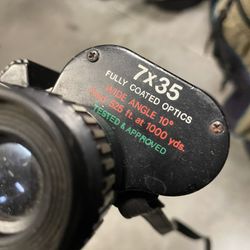 7x35
FULLY COATED OPTICS
WIDE ANGLE 10°
525 ft. at 1000 yds.
TESTED & APPROVED